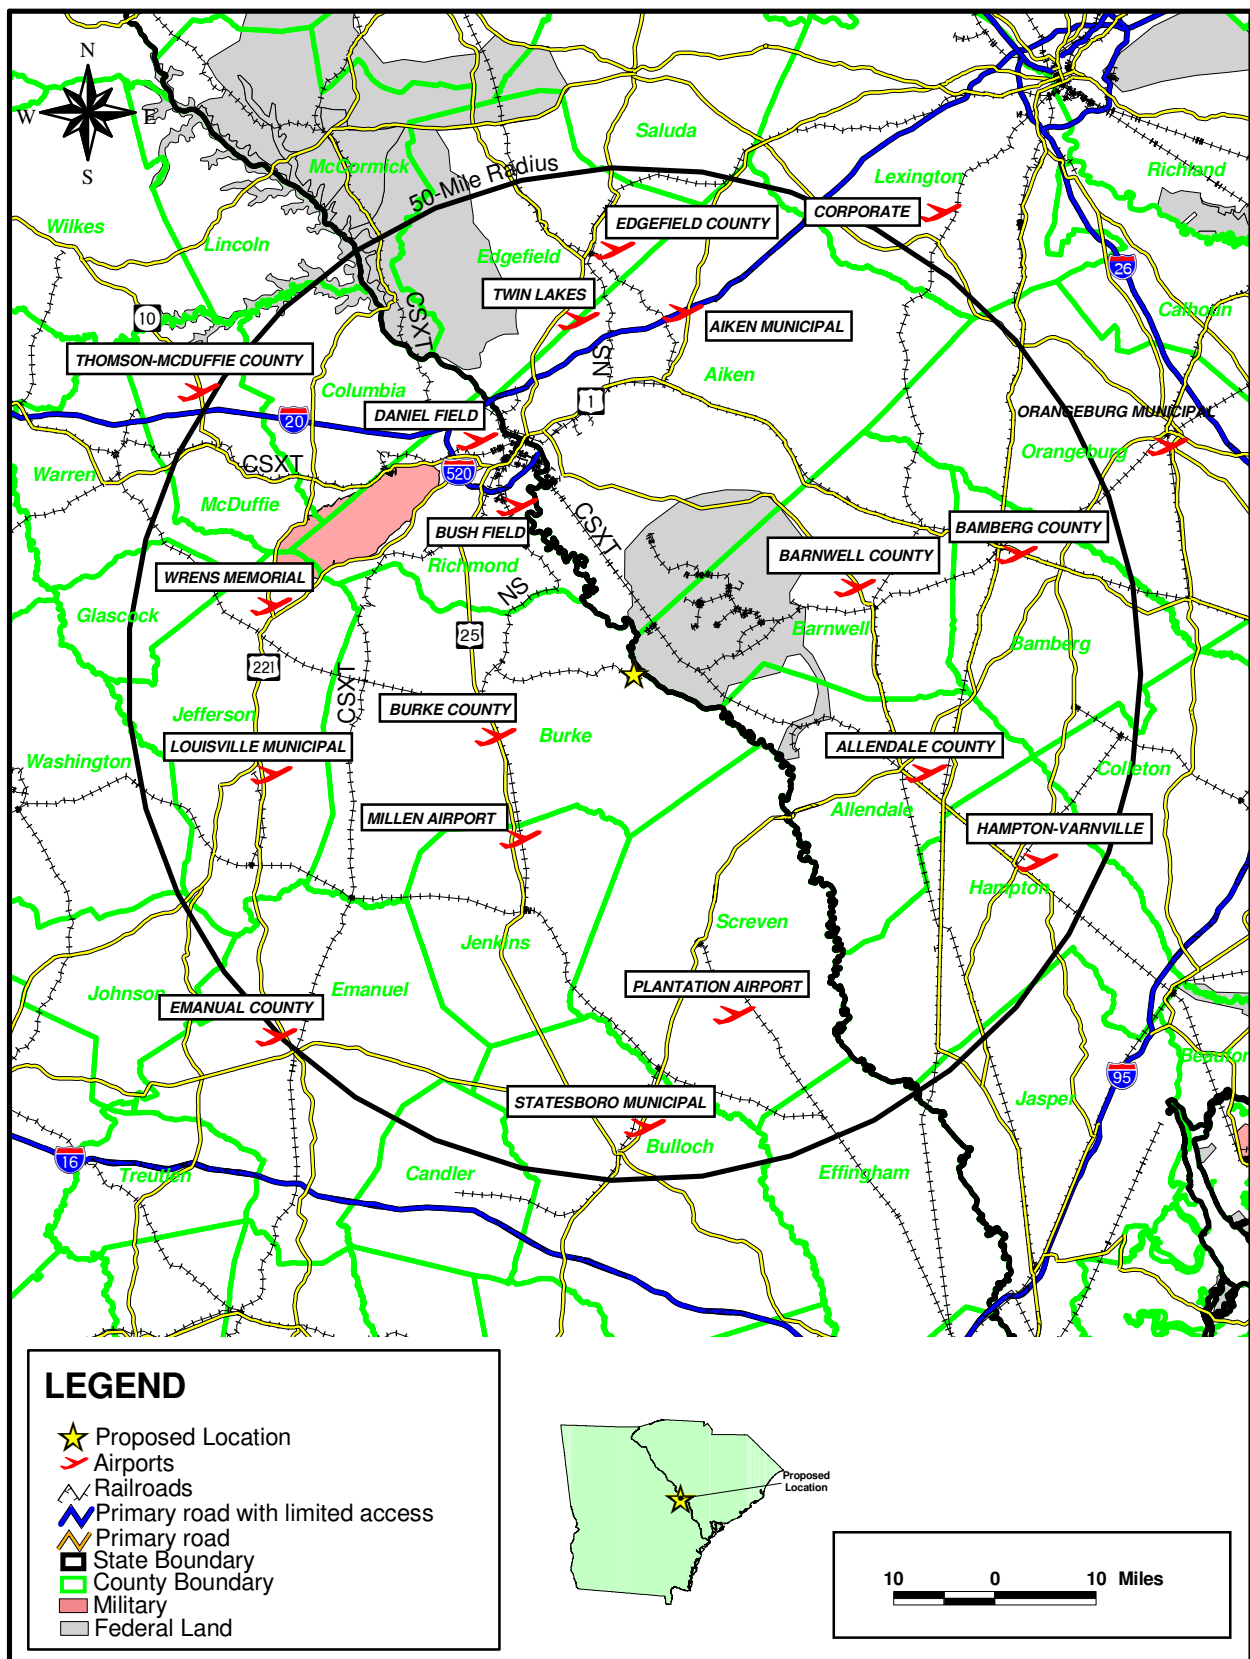 N
W
E
S
Saluda
McCormick
50-Mile Radius
Lexington
Richland
CORPORATE
EDGEFIELD COUNTY
Wilkes
Lincoln
Edgefield
26
TWIN LAKES
Calhoun
10
CSXT
AIKEN MUNICIPAL
THOMSON-MCDUFFIE COUNTY
NS
Aiken
Columbia
1
DANIEL FIELD
ORANGEBURG MUNICIPAL
20
Orangeburg
CSXT
520
Warren
McDuffie
CSXT
BAMBERG COUNTY
BUSH FIELD
BARNWELL COUNTY
Richmond
WRENS MEMORIAL
NS
Glascock
Barnwell
25
Bamberg
221
CSXT
BURKE COUNTY
Jefferson
Burke
LOUISVILLE MUNICIPAL
ALLENDALE COUNTY
Washington
Colleton
Allendale
MILLEN AIRPORT
HAMPTON-VARNVILLE
Hampton
Screven
Jenkins
PLANTATION AIRPORT
Johnson
Emanuel
EMANUAL COUNTY
Beaufor
95
STATESBORO MUNICIPAL
Jasper
Bulloch
16
Treutlen
Candler
Effingham
LEGEND
Proposed Location
Airports
Railroads
Primary road with limited access
Primary road
State Boundary
County Boundary
Military
Federal Land
Proposed
Location
10 0 10 Miles